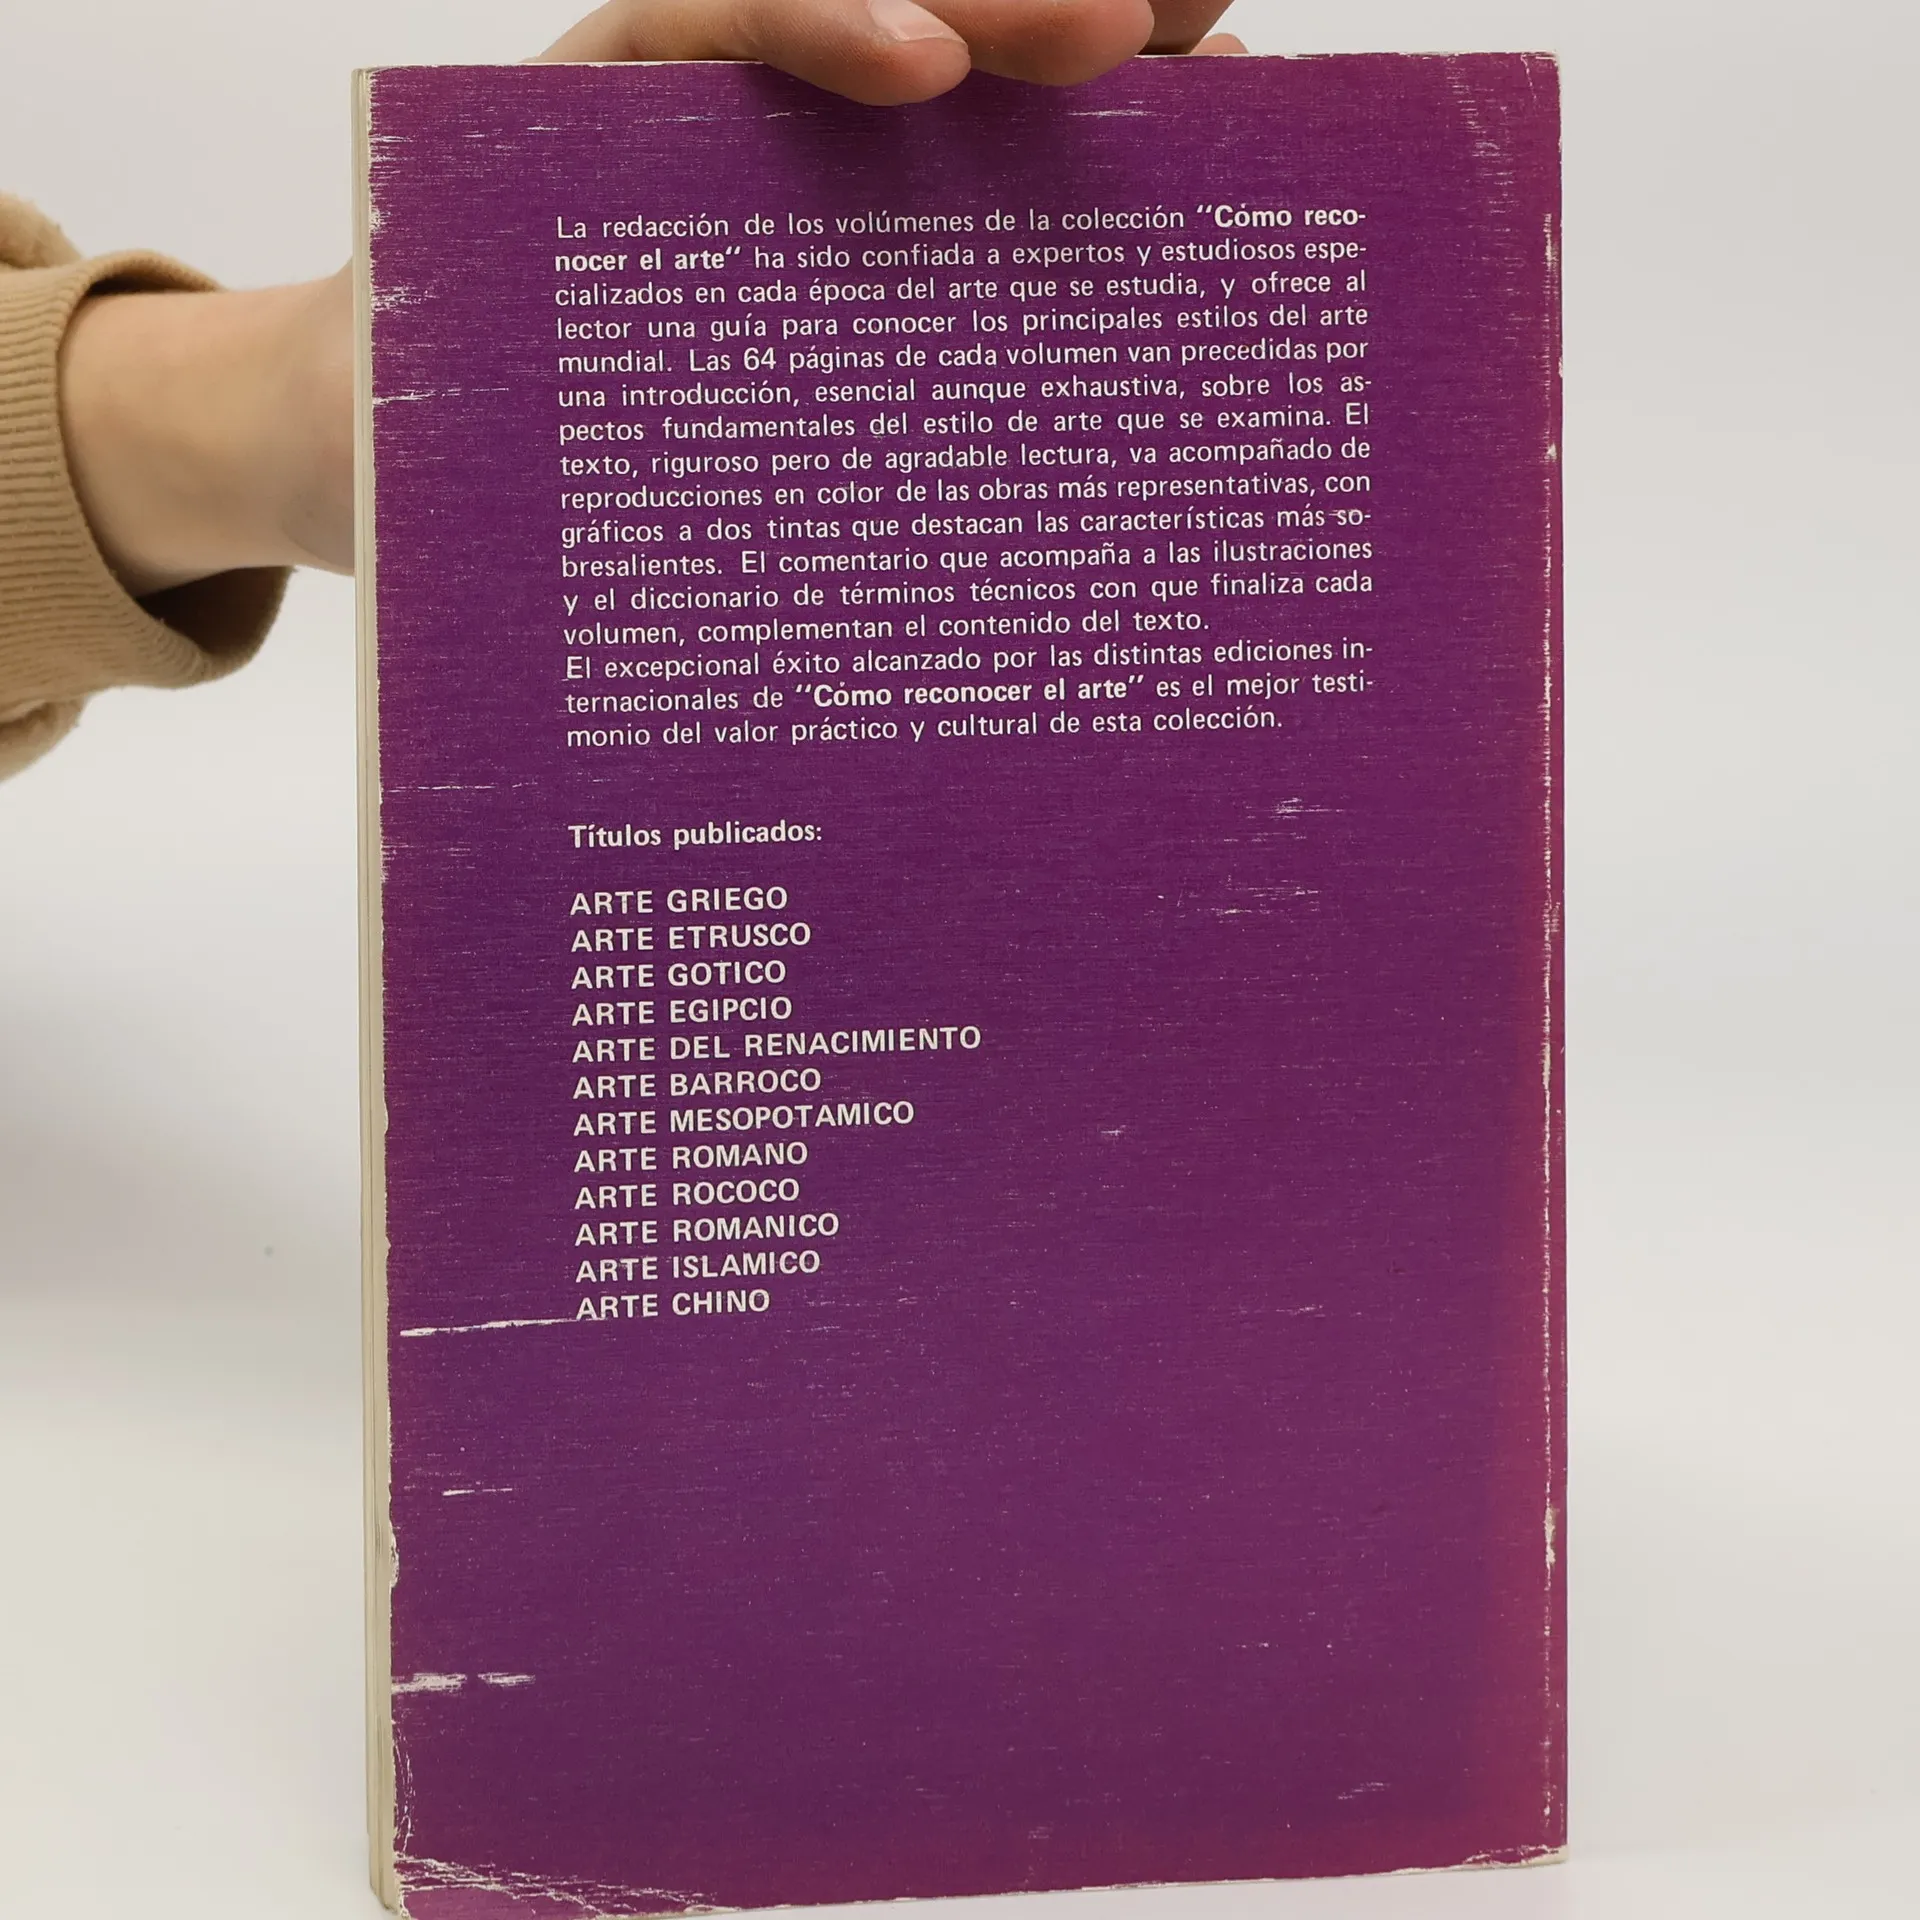 La redacción de los volúmenes de la colección "Cómo reco-
nocer el arte" ha sido confiada a expertos y estudiosos espe-
cializados en cada época del arte que se estudia, y ofrece al
lector una guía para conocer los principales estilos del arte
mundial. Las 64 páginas de cada volumen van precedidas por
una introducción, esencial aunque exhaustiva, sobre los as-
pectos fundamentales del estilo de arte que se examina. El
texto, riguroso pero de agradable lectura, va acompañado de
reproducciones en color de las obras más representativas, con
gráficos a dos tintas que destacan las características más so-
bresalientes. El comentario que acompaña a las ilustraciones
y el diccionario de términos técnicos con que finaliza cada
volumen, complementan el contenido del texto.
El excepcional éxito alcanzado por las distintas ediciones in-
ternacionales de "Cómo reconocer el arte" es el mejor testi-
monio del valor práctico y cultural de esta colección.
Títulos publicados:
ARTE GRIEGO
ARTE ETRUSCO
ARTE GOTICO
ARTE EGIPCIO
ARTE DEL RENACIMIENTO
ARTE BARROCO
ARTE MESOPOTAMICO
ARTE ROMANO
ARTE ROCOCO
ARTE ROMANICO
ARTE ISLAMICO
ARTE CHINO